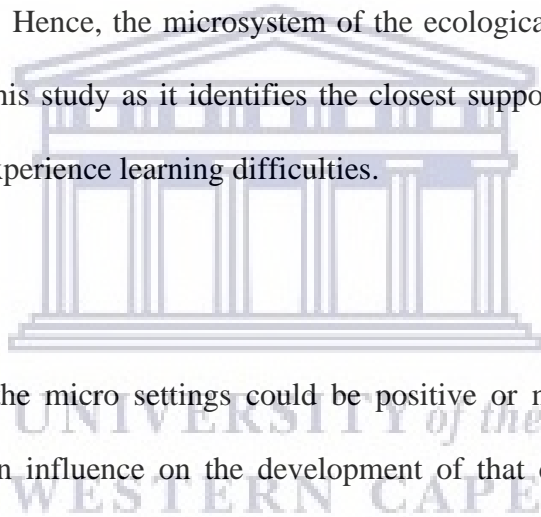 Hence, the microsystem of the ecologica
his study as it identifies the closest suppo
xperience learning difficulties.
he micro settings could be positive or
UNIVERSITY of the
n influence on the development of that
WESTERN CAPE